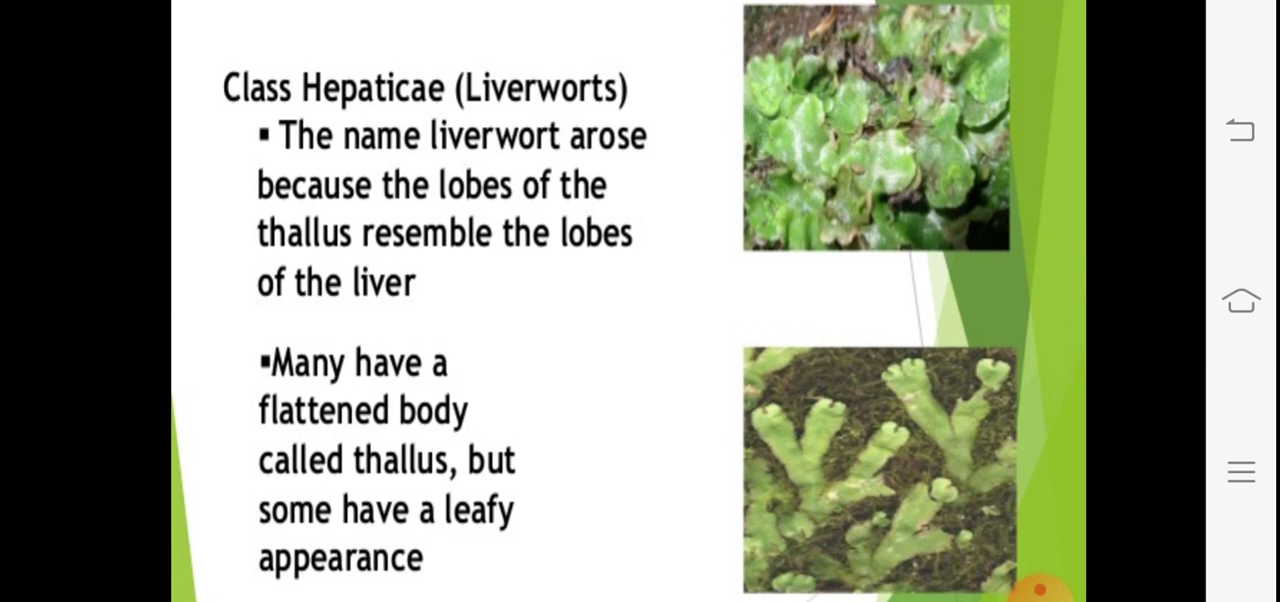 Class Hepaticae (Liverworts)
▪ The name liverwort arose
because the lobes of the
thallus resemble the lobes
of the liver
▪Many have a
flattened body
called thallus, but
some have a leafy
appearance